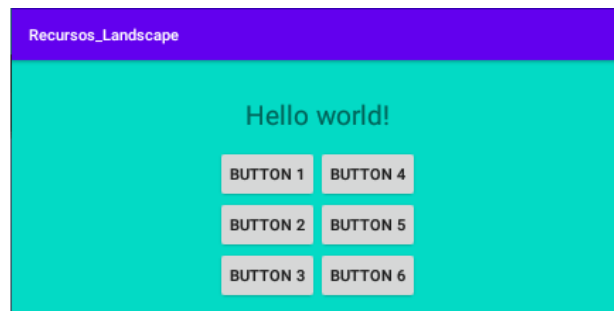 Recursos_Landscape
Hello world!
BUTTON 1 BUTTON 4
BUTTON 2 BUTTON 5
BUTTON 3 BUTTON 6